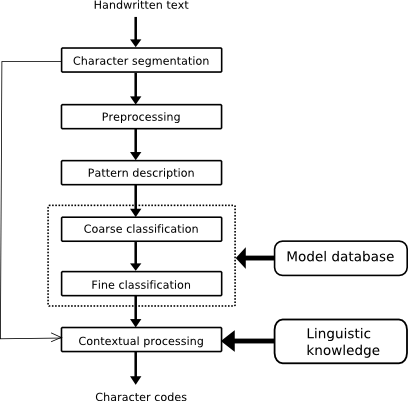 Handwritten text
Character segmentation
Preprocessing
Pattern description
Coarse classification
Model database
Fine classification
Linguistic
knowledge
Contextual processing
Character codes